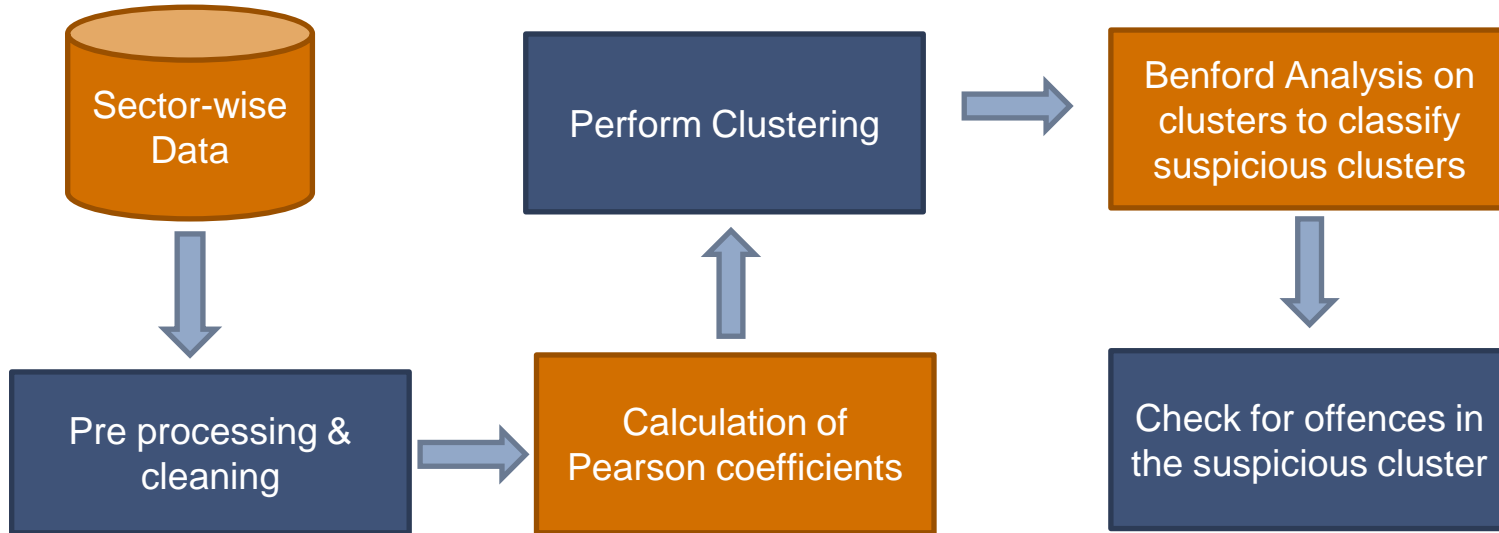 Sector-wise
Data
Pre processing &
cleaning
Calculation of
Pearson coefficients
Perform Clustering
Benford Analysis on
clusters to classify
suspicious clusters
Check for offences in
the suspicious cluster